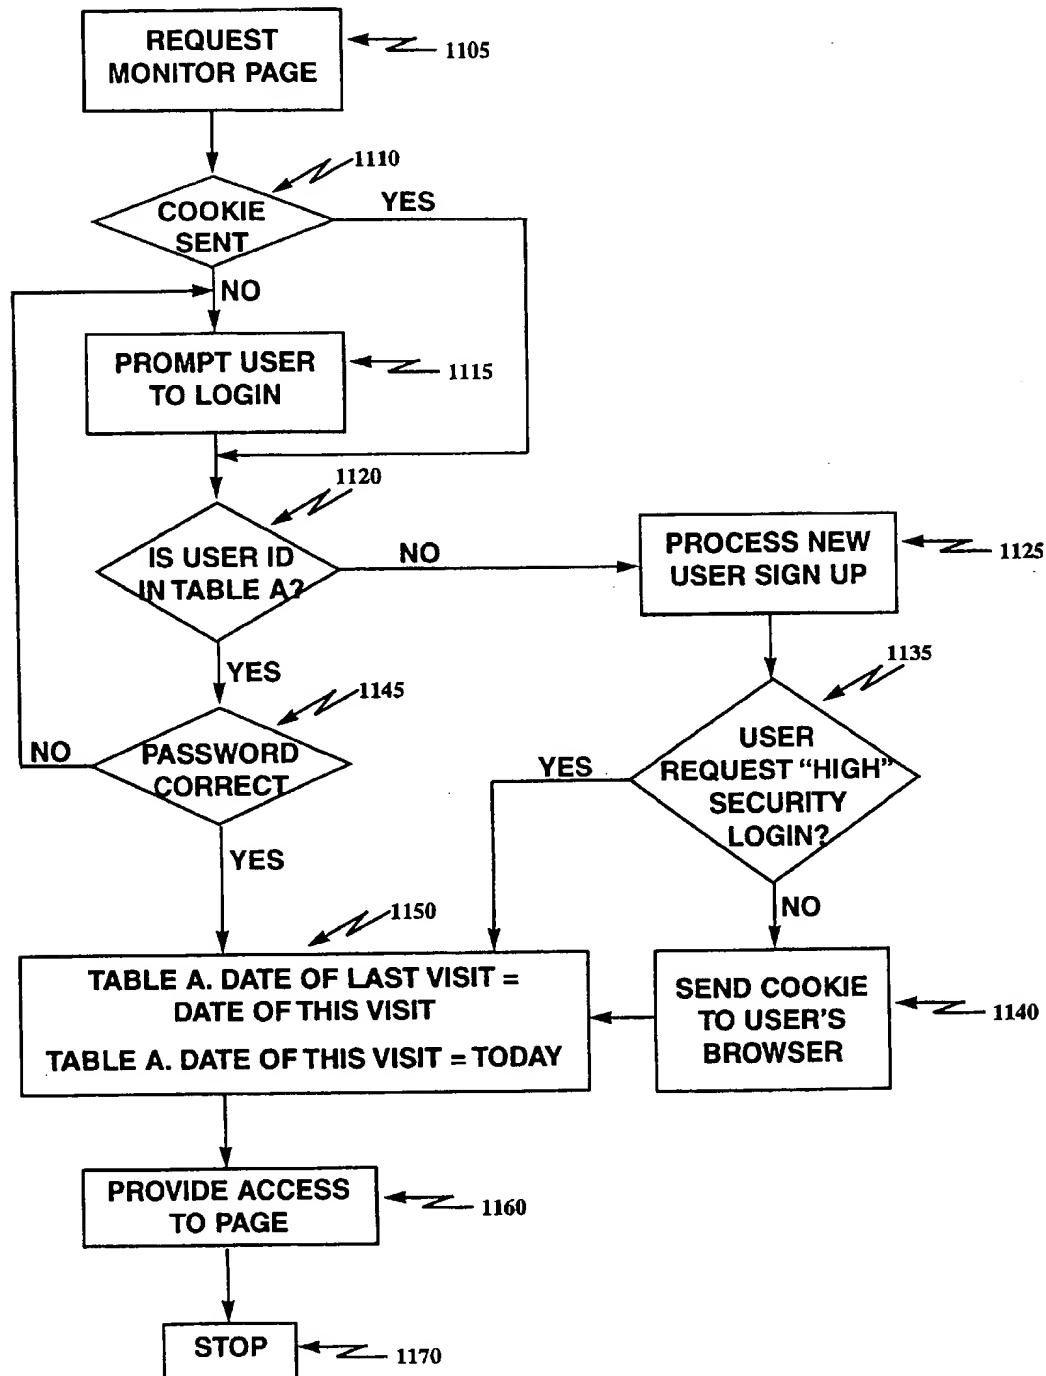 REQUEST
MONITOR PAGE
1105
1110
COOKIE
SENT
YES
NO
PROMPT USER
TO LOGIN
1115
1120
IS USER ID
IN TABLE A?
NO
PROCESS NEW
USER SIGN UP
1125
YES
1135
1145
NO
PASSWORD
CORRECT
YES
USER
REQUEST “HIGH”
SECURITY
LOGIN?
YES
NO
1150
TABLE A. DATE OF LAST VISIT =
DATE OF THIS VISIT
TABLE A. DATE OF THIS VISIT = TODAY
SEND COOKIE
TO USER'S
BROWSER
1140
PROVIDE ACCESS
TO PAGE
1160
STOP
1170